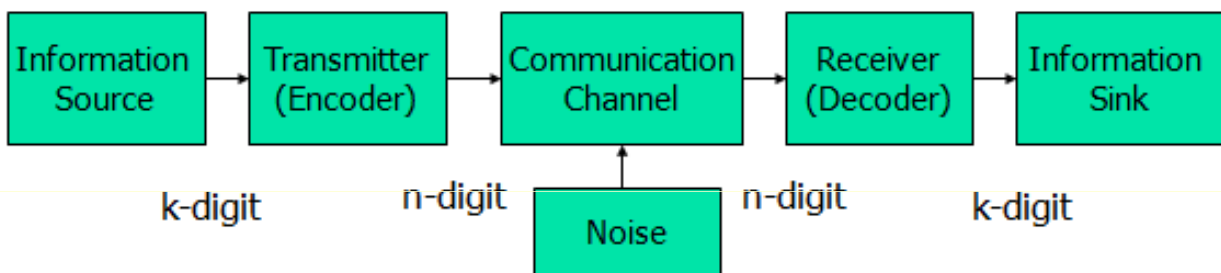 Information
Source
Transmitter
(Encoder)
Communication
Channel
Receiver
(Decoder)
Information
Sink
k-digit
n-digit
n-digit
k-digit
Noise